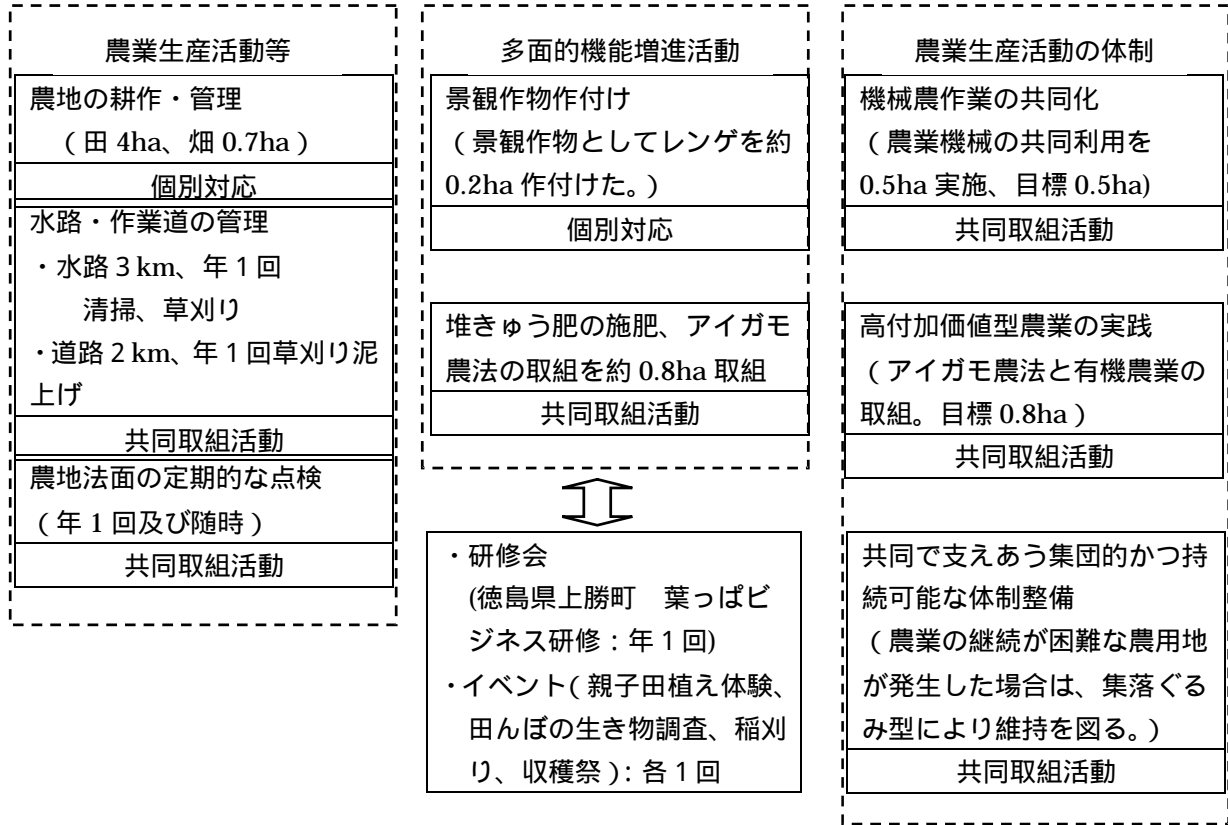 農業生産活動等
農地の耕作・管理
（田 4ha、畑 0.7ha）
個別対応
水路・作業道の管理
・水路３km、年１回
清掃、草刈り
・道路２km、年１回草刈り泥
上げ
共同取組活動
農地法面の定期的な点検
（年 1 回及び随時）
共同取組活動
多面的機能増進活動
景観作物作付け
（景観作物としてレンゲを約
0.2ha 作付けた。）
個別対応
堆きゅう肥の施肥、アイガモ
農法の取組を約 0.8ha 取組
共同取組活動
・研修会
(徳島県上勝町　葉っぱビ
ジネス研修：年１回)
・イベント（親子田植え体験、
田んぼの生き物調査、稲刈
り、収穫祭）：各１回
農業生産活動の体制
機械農作業の共同化
（農業機械の共同利用を
0.5ha 実施、目標 0.5ha)
共同取組活動
高付加価値型農業の実践
（アイガモ農法と有機農業の
取組。目標 0.8ha）
共同取組活動
共同で支えあう集団的かつ持
続可能な体制整備
（農業の継続が困難な農用地
が発生した場合は、集落ぐる
み型により維持を図る。）
共同取組活動